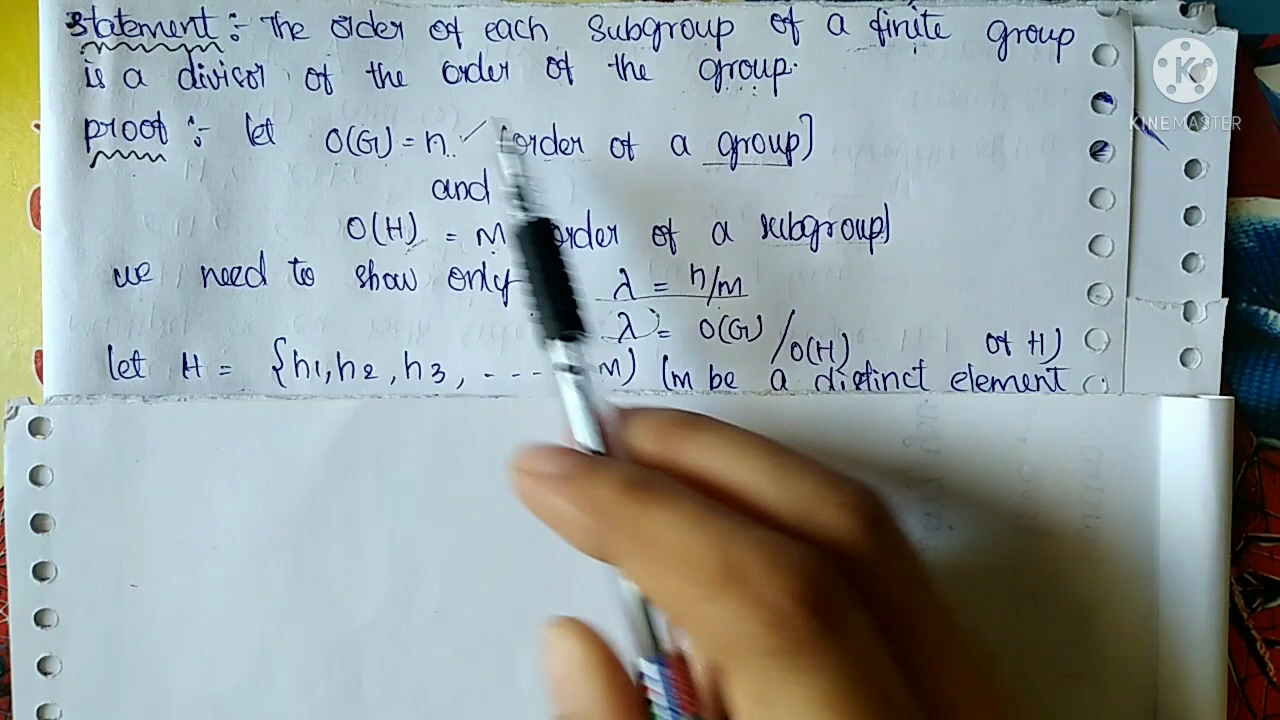 statement :- The order of each subgroup of a finite group
is a divisor of the order of the group.
proof :- let O(G) = n ✓ [order of a group]
and
O(H) = m order of a subgroup]
we need to show only λ = n/m
λ = O(G)/O(H)
let H = {h1, h2, h3, ---- m) (m be a distinct element of H)
KINEMASTER